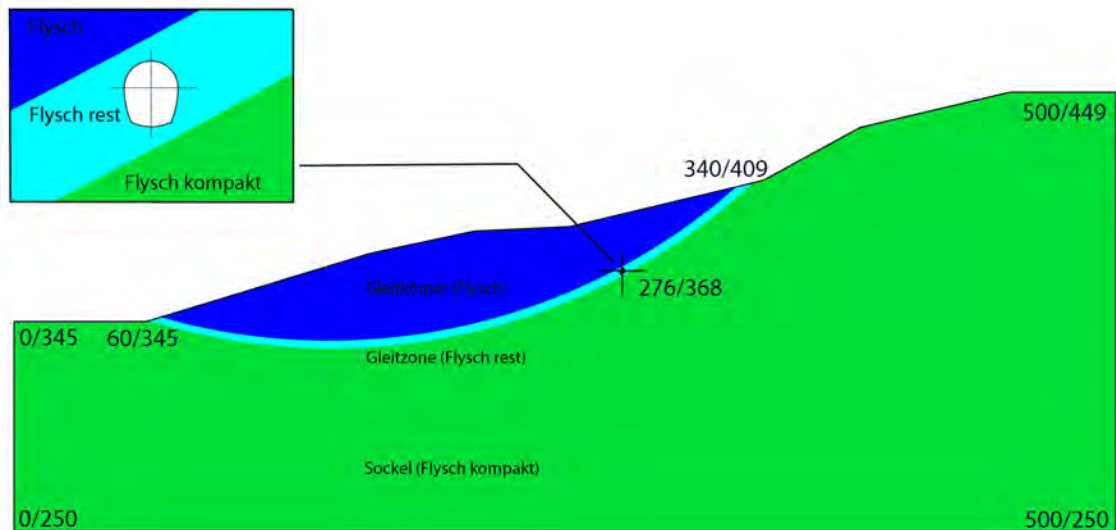 Flysch
Flysch rest
Flysch kompakt
500/449
340/409
Gleitkörper (Flysch)
276/368
0/345
60/345
Gleitzone (Flysch rest)
Sockel (Flysch kompakt)
0/250
500/250